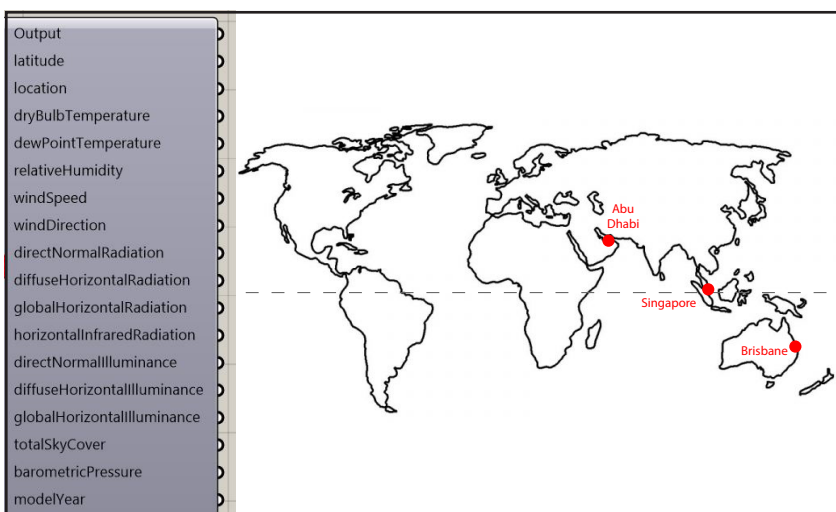 Output
latitude
location
dryBulbTemperature
dewPointTemperature
relativeHumidity
windSpeed
windDirection
directNormalRadiation
diffuseHorizontalRadiation
globalHorizontalRadiation
horizontalInfraredRadiation
directNormalIlluminance
diffuseHorizontalIlluminance
globalHorizontalIlluminance
totalSkyCover
barometricPressure
modelYear
Abu
Dhabi
Singapore
Brisbane